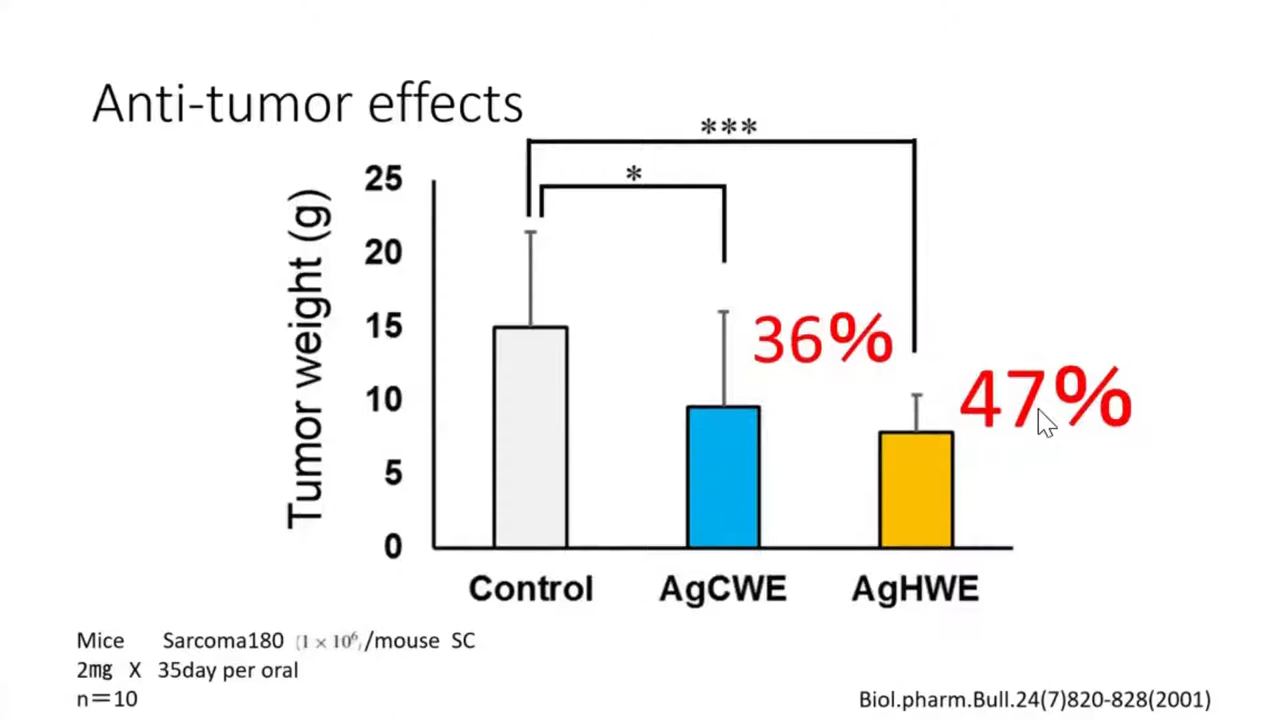 Anti-tumor effects
***
*
Tumor weight (g)
25
20
15
10
5
0
36%
47%
Control AgCWE AgHWE
Mice Sarcoma180 (1×10⁶)/mouse SC
2㎎ X 35day per oral
n＝10
Biol.pharm.Bull.24(7)820-828(2001)